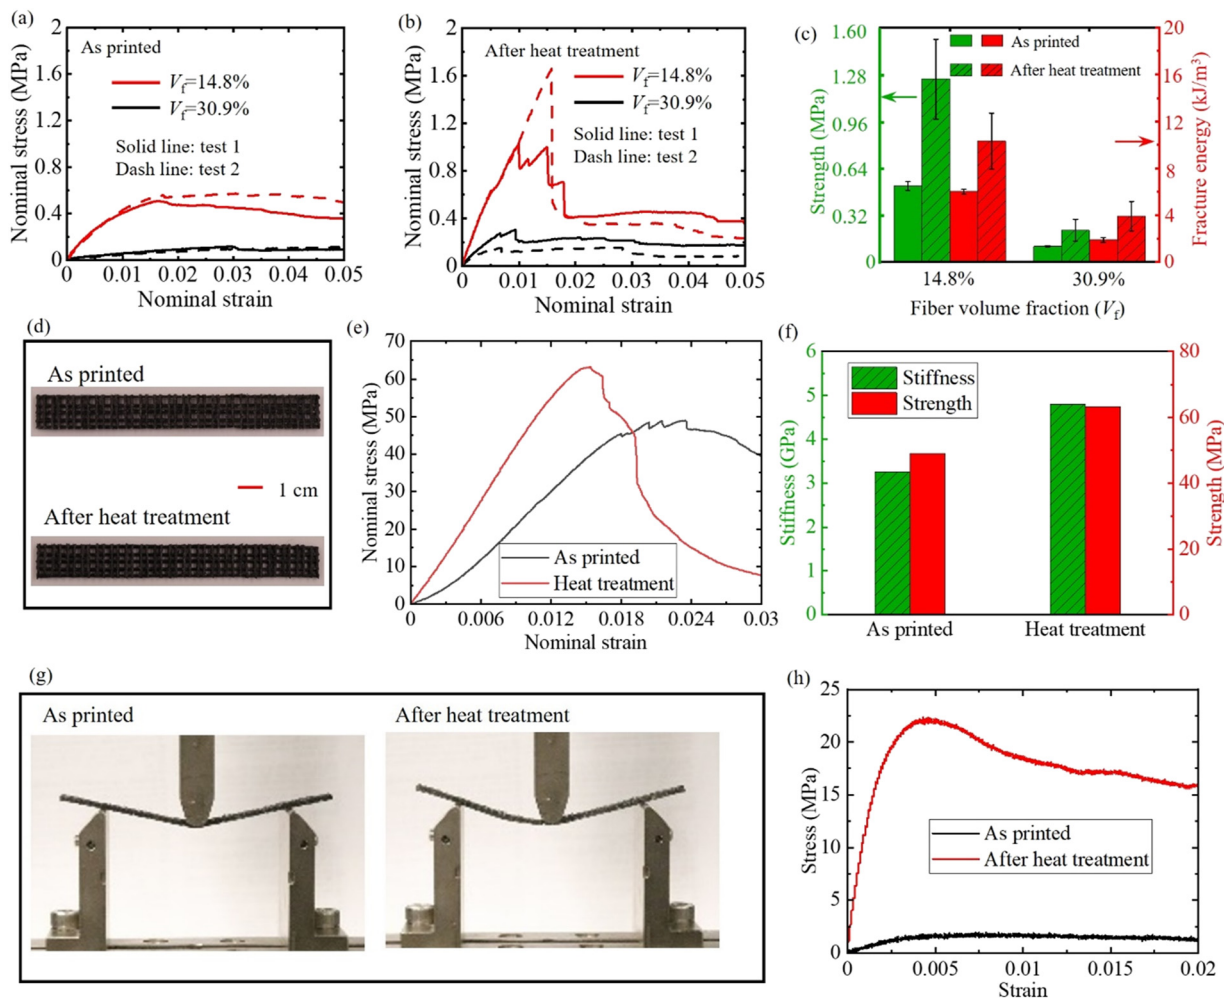 (a)
As printed
Vf=14.8%
Vf=30.9%
Solid line: test 1
Dash line: test 2
Nominal stress (MPa)
2
1.6
1.2
0.8
0.4
0
0 0.01 0.02 0.03 0.04 0.05
Nominal strain
(b)
After heat treatment
Vf=14.8%
Vf=30.9%
Solid line: test 1
Dash line: test 2
Nominal stress (MPa)
2
1.6
1.2
0.8
0.4
0
0 0.01 0.02 0.03 0.04 0.05
Nominal strain
(c)
As printed
After heat treatment
Strength (MPa)
1.60
1.28
0.96
0.64
0.32
0
Fracture energy (kJ/m³)
20
16
12
8
4
0
14.8% 30.9%
Fiber volume fraction (Vf)
(d)
As printed
1 cm
After heat treatment
(e)
Nominal stress (MPa)
70
60
50
40
30
20
10
0
As printed
Heat treatment
0 0.006 0.012 0.018 0.024 0.03
Nominal strain
(f)
Stiffness
Strength
Stiffness (GPa)
6
5
4
3
2
1
0
Strength (MPa)
80
60
40
20
0
As printed Heat treatment
(g)
As printed
After heat treatment
(h)
Stress (MPa)
25
20
15
10
5
0
As printed
After heat treatment
0 0.005 0.01 0.015 0.02
Strain